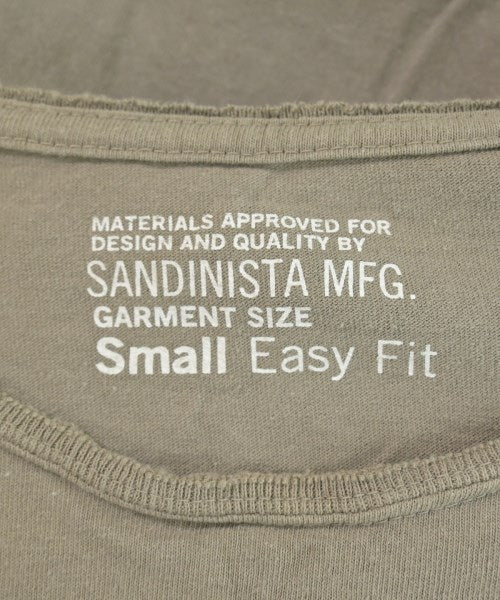 MATERIALS APPROVED FOR
DESIGN AND QUALITY BY
SANDINISTA MFG.
GARMENT SIZE
Small Easy Fit